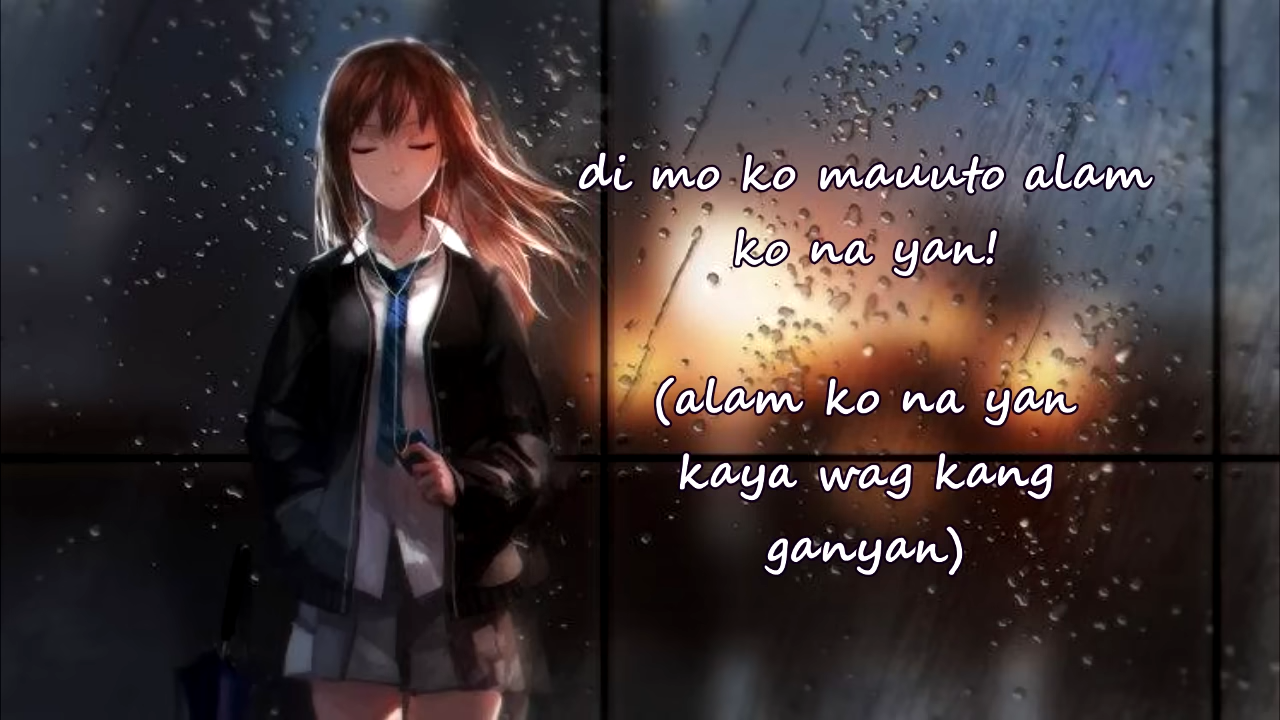 di mo ko mauuto alam
ko na yan!
(alam ko na yan
kaya wag kang
ganyan)